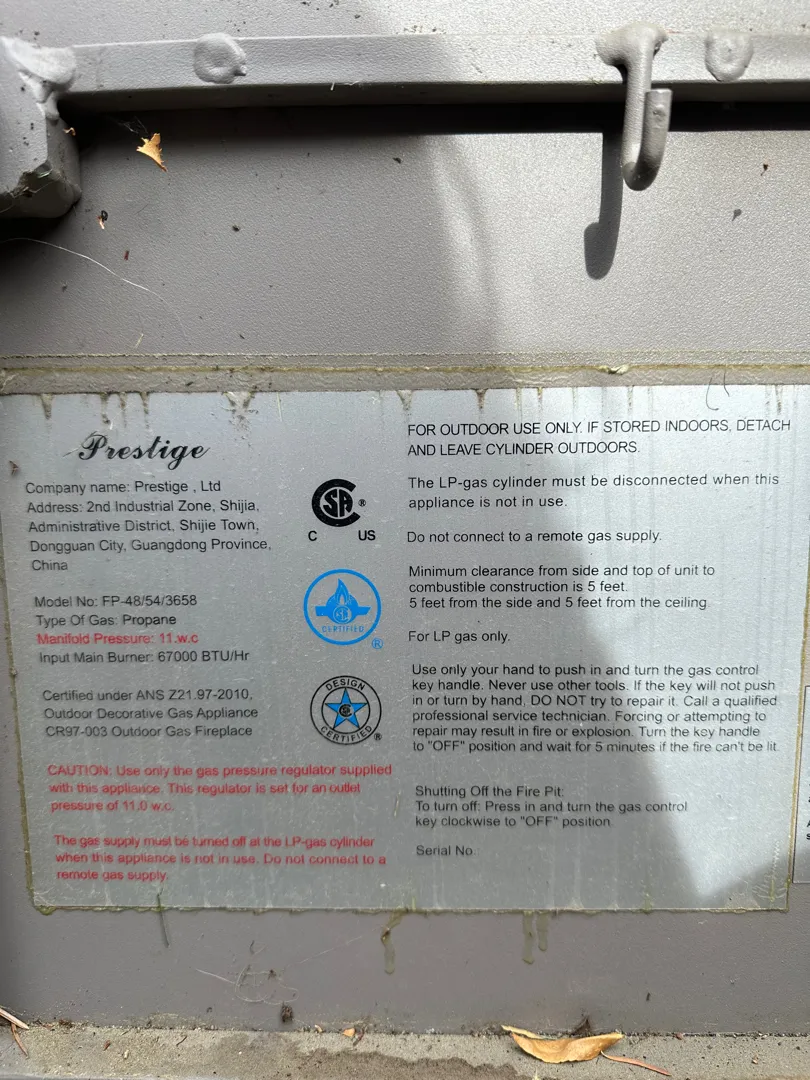 Prestige
Company name: Prestige , Ltd
Address: 2nd Industrial Zone, Shijia,
Administrative District, Shijie Town,
Dongguan City, Guangdong Province,
China
Model No: FP-48/54/3658
Type Of Gas: Propane
Manifold Pressure: 11.w.c
Input Main Burner: 67000 BTU/Hr
Certified under ANS Z21.97-2010,
Outdoor Decorative Gas Appliance
CR97-003 Outdoor Gas Fireplace
CAUTION: Use only the gas pressure regulator supplied
with this appliance. This regulator is set for an outlet
pressure of 11.0 w.c.
The gas supply must be turned off at the LP-gas cylinder
when this appliance is not in use. Do not connect to a
remote gas supply.
SA ®
C US
CERTIFIED ®
DESIGN
CERTIFIED ®
FOR OUTDOOR USE ONLY. IF STORED INDOORS, DETACH
AND LEAVE CYLINDER OUTDOORS.
The LP-gas cylinder must be disconnected when this
appliance is not in use.
Do not connect to a remote gas supply.
Minimum clearance from side and top of unit to
combustible construction is 5 feet.
5 feet from the side and 5 feet from the ceiling.
For LP gas only.
Use only your hand to push in and turn the gas control
key handle. Never use other tools. If the key will not push
in or turn by hand, DO NOT try to repair it. Call a qualified
professional service technician. Forcing or attempting to
repair may result in fire or explosion. Turn the key handle
to "OFF" position and wait for 5 minutes if the fire can't be lit.
Shutting Off the Fire Pit:
To turn off: Press in and turn the gas control
key clockwise to "OFF" position.
Serial No: